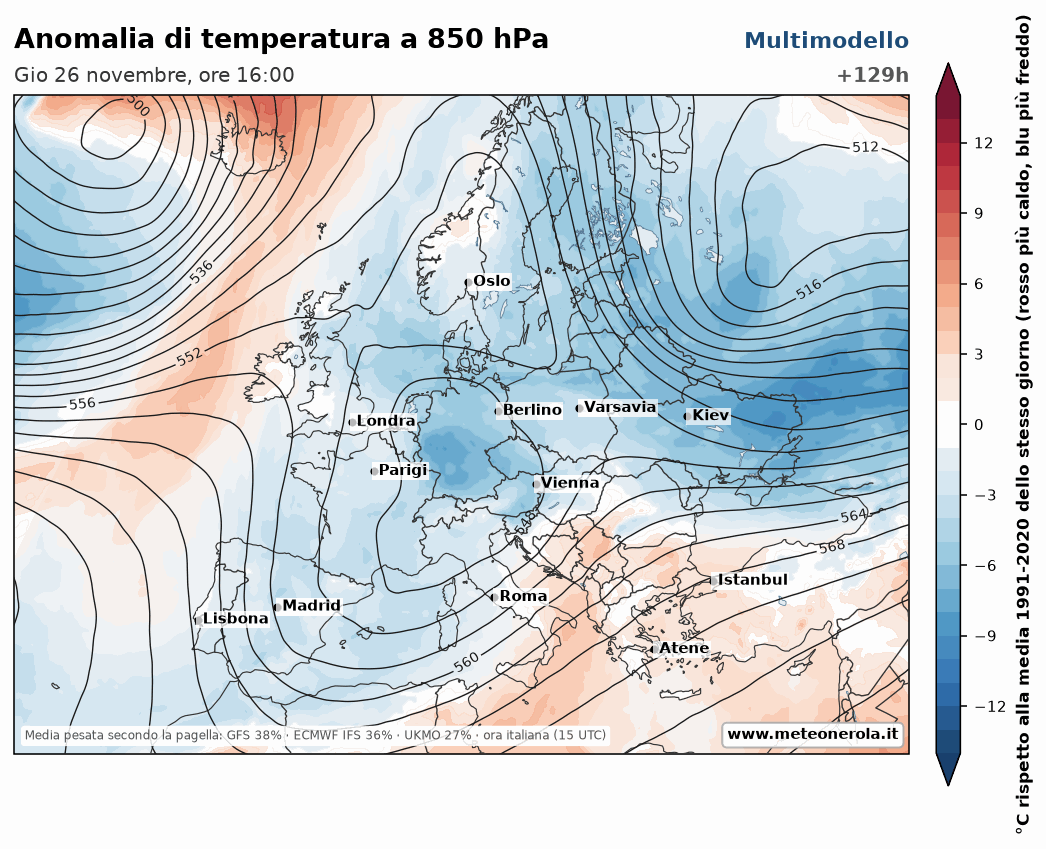 Anomalia di temperatura a 850 hPa
Multimodello
Gio 26 novembre, ore 16:00
+129h
500
512
536
516
552
556
Oslo
Berlino
Varsavia
Kiev
Londra
Parigi
Vienna
548
564
568
Istanbul
Roma
Madrid
Lisbona
Atene
560
Media pesata secondo la pagella: GFS 38% · ECMWF IFS 36% · UKMO 27% · ora italiana (15 UTC)
www.meteonerola.it
12
9
6
3
0
−3
−6
−9
−12
°C rispetto alla media 1991-2020 dello stesso giorno (rosso più caldo, blu più freddo)